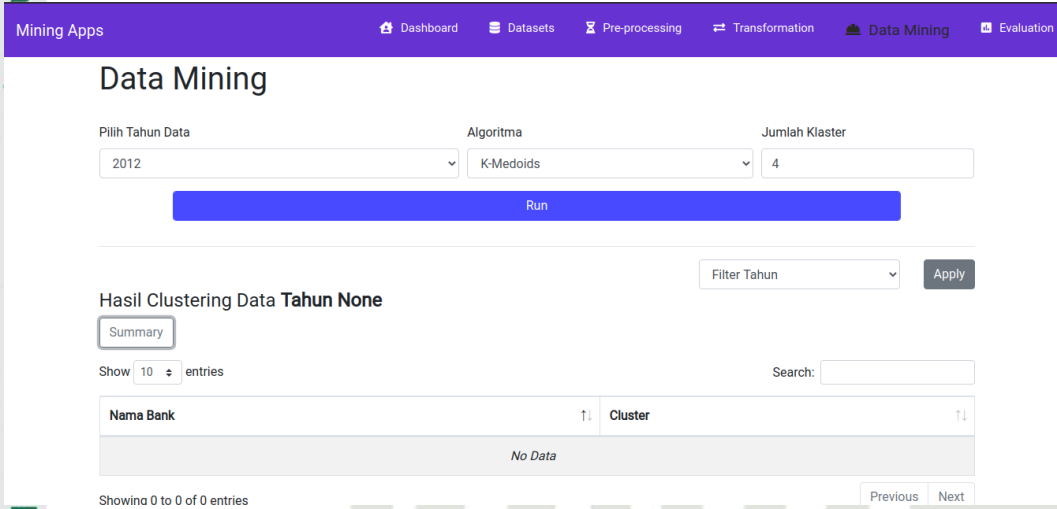 Mining Apps Dashboard Datasets Pre-processing Transformation Data Mining Evaluation
Data Mining
Pilih Tahun Data Algoritma Jumlah Klaster
2012 K-Medoids 4
Run
Filter Tahun Apply
Hasil Clustering Data Tahun None
Summary
Show 10 entries Search:
Nama Bank Cluster
No Data
Showing 0 to 0 of 0 entries Previous Next